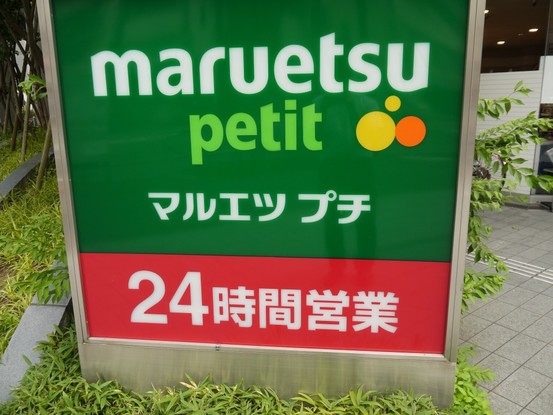 maruetsu
petit
マルエツ プチ
24時間営業